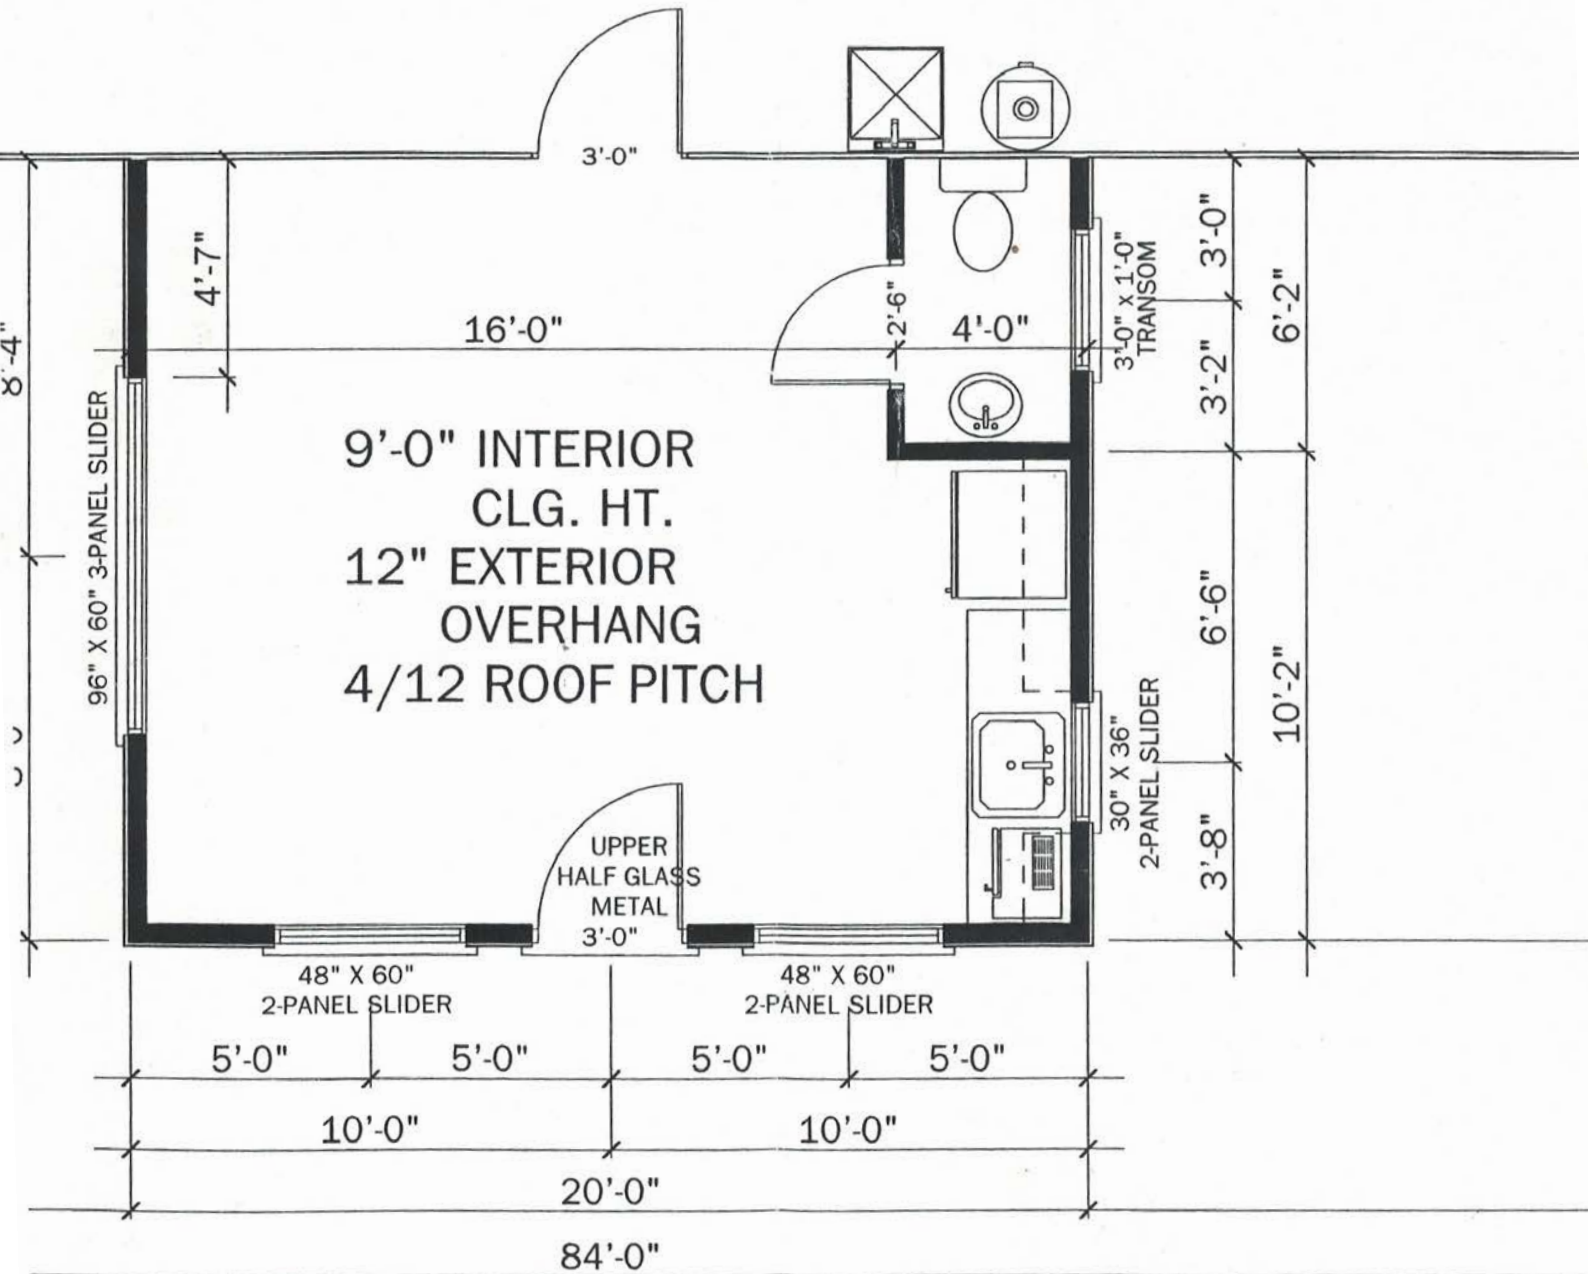 3'-0"
4'-7"
8'-4"
16'-0"
2'-6"
4'-0"
3'-0" x 1'-0"
TRANSOM
3'-0"
3'-2"
6'-2"
96" X 60" 3-PANEL SLIDER
9'-0" INTERIOR
CLG. HT.
12" EXTERIOR
OVERHANG
4/12 ROOF PITCH
6'-6"
10'-2"
30" X 36"
2-PANEL SLIDER
3'-8"
UPPER
HALF GLASS
METAL
3'-0"
48" X 60"
2-PANEL SLIDER
48" X 60"
2-PANEL SLIDER
5'-0"
5'-0"
5'-0"
5'-0"
10'-0"
10'-0"
20'-0"
84'-0"